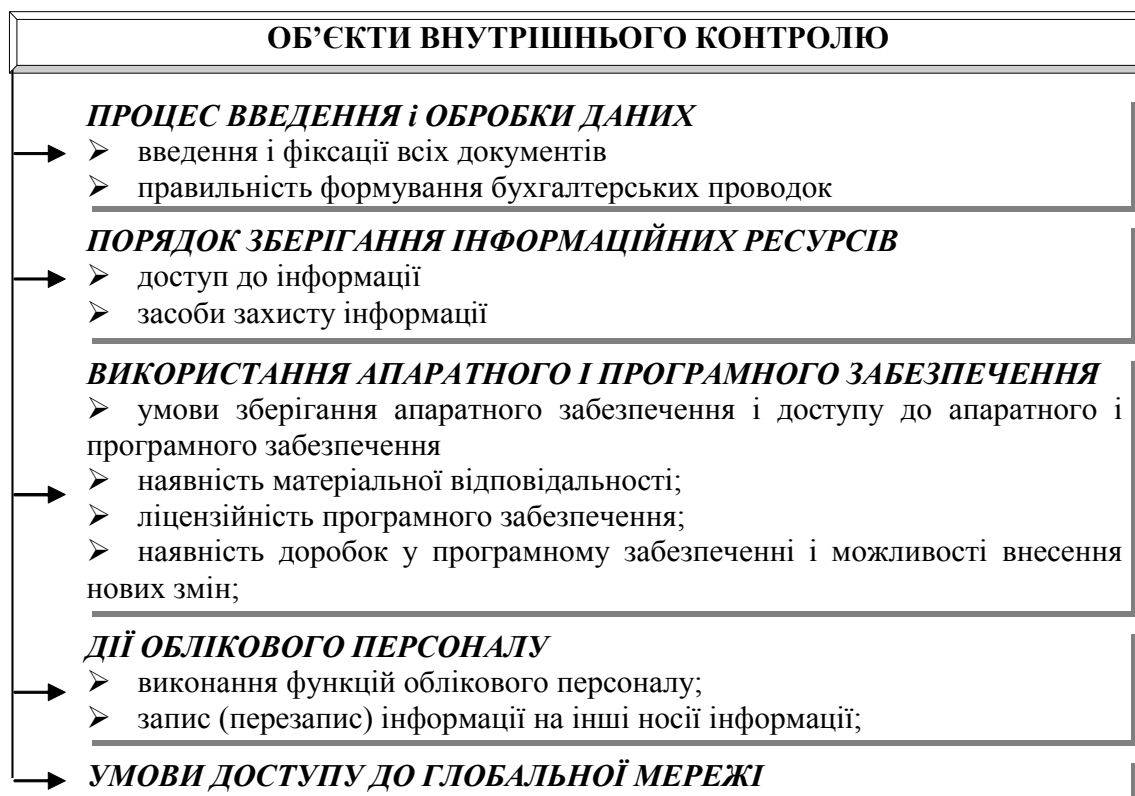 ОБ’ЄКТИ ВНУТРІШНЬОГО КОНТРОЛЮ
ПРОЦЕС ВВЕДЕННЯ і ОБРОБКИ ДАНИХ
➢ введення і фіксації всіх документів
➢ правильність формування бухгалтерських проводок
ПОРЯДОК ЗБЕРІГАННЯ ІНФОРМАЦІЙНИХ РЕСУРСІВ
➢ доступ до інформації
➢ засоби захисту інформації
ВИКОРИСТАННЯ АПАРАТНОГО І ПРОГРАМНОГО ЗАБЕЗПЕЧЕННЯ
➢ умови зберігання апаратного забезпечення і доступу до апаратного і
програмного забезпечення
➢ наявність матеріальної відповідальності;
➢ ліцензійність програмного забезпечення;
➢ наявність доробок у програмному забезпеченні і можливості внесення
нових змін;
ДІЇ ОБЛІКОВОГО ПЕРСОНАЛУ
➢ виконання функцій облікового персоналу;
➢ запис (перезапис) інформації на інші носії інформації;
УМОВИ ДОСТУПУ ДО ГЛОБАЛЬНОЇ МЕРЕЖІ